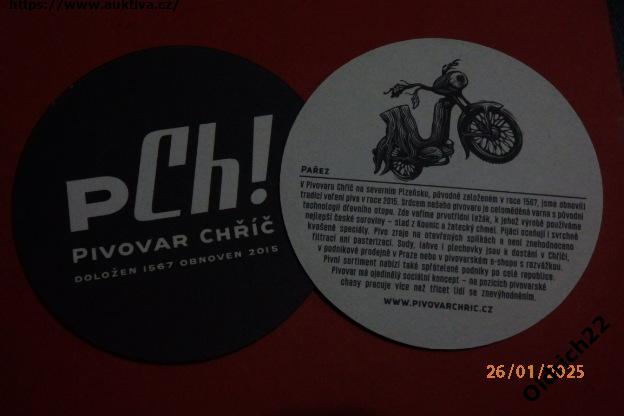 https://www.aukfiva.cz/
pCh!
PIVOVAR CHŘÍČ
DOLOŽEN 1567 OBNOVEN 2015
PAŘEZ
V Pivovaru Chříč na severním Plzeňsku, původně založeném v roce 1567, jsme obnovili
tradici vaření piva v roce 2015. Srdcem našeho pivovaru je celoměděná varna s původní
technologií dřevního otopu. Zde vaříme prvotřídní ležák, k jehož výrobě používáme
nejlepší české suroviny – slad z Kounic a žatecký chmel. Pijáci ocenují i svrchně
kvašené speciály. Pivo zraje na otevřených spilkách a není znehodnoceno
filtrací ani pasterizací. Sudy, lahve i plechovky jsou k dostání v Chříči,
v podnikové prodejně v Praze nebo v pivovarském e-shopu s rozvážkou.
Pivní sortiment nabízí také spřátelené podniky po celé republice.
Pivovar má ojedinělý sociální koncept – na pozicích pivovarské
chasy pracuje více než třicet lidí se znevýhodněním.
WWW.PIVOVARCHRIC.CZ
26/01/2025
Oldrich22